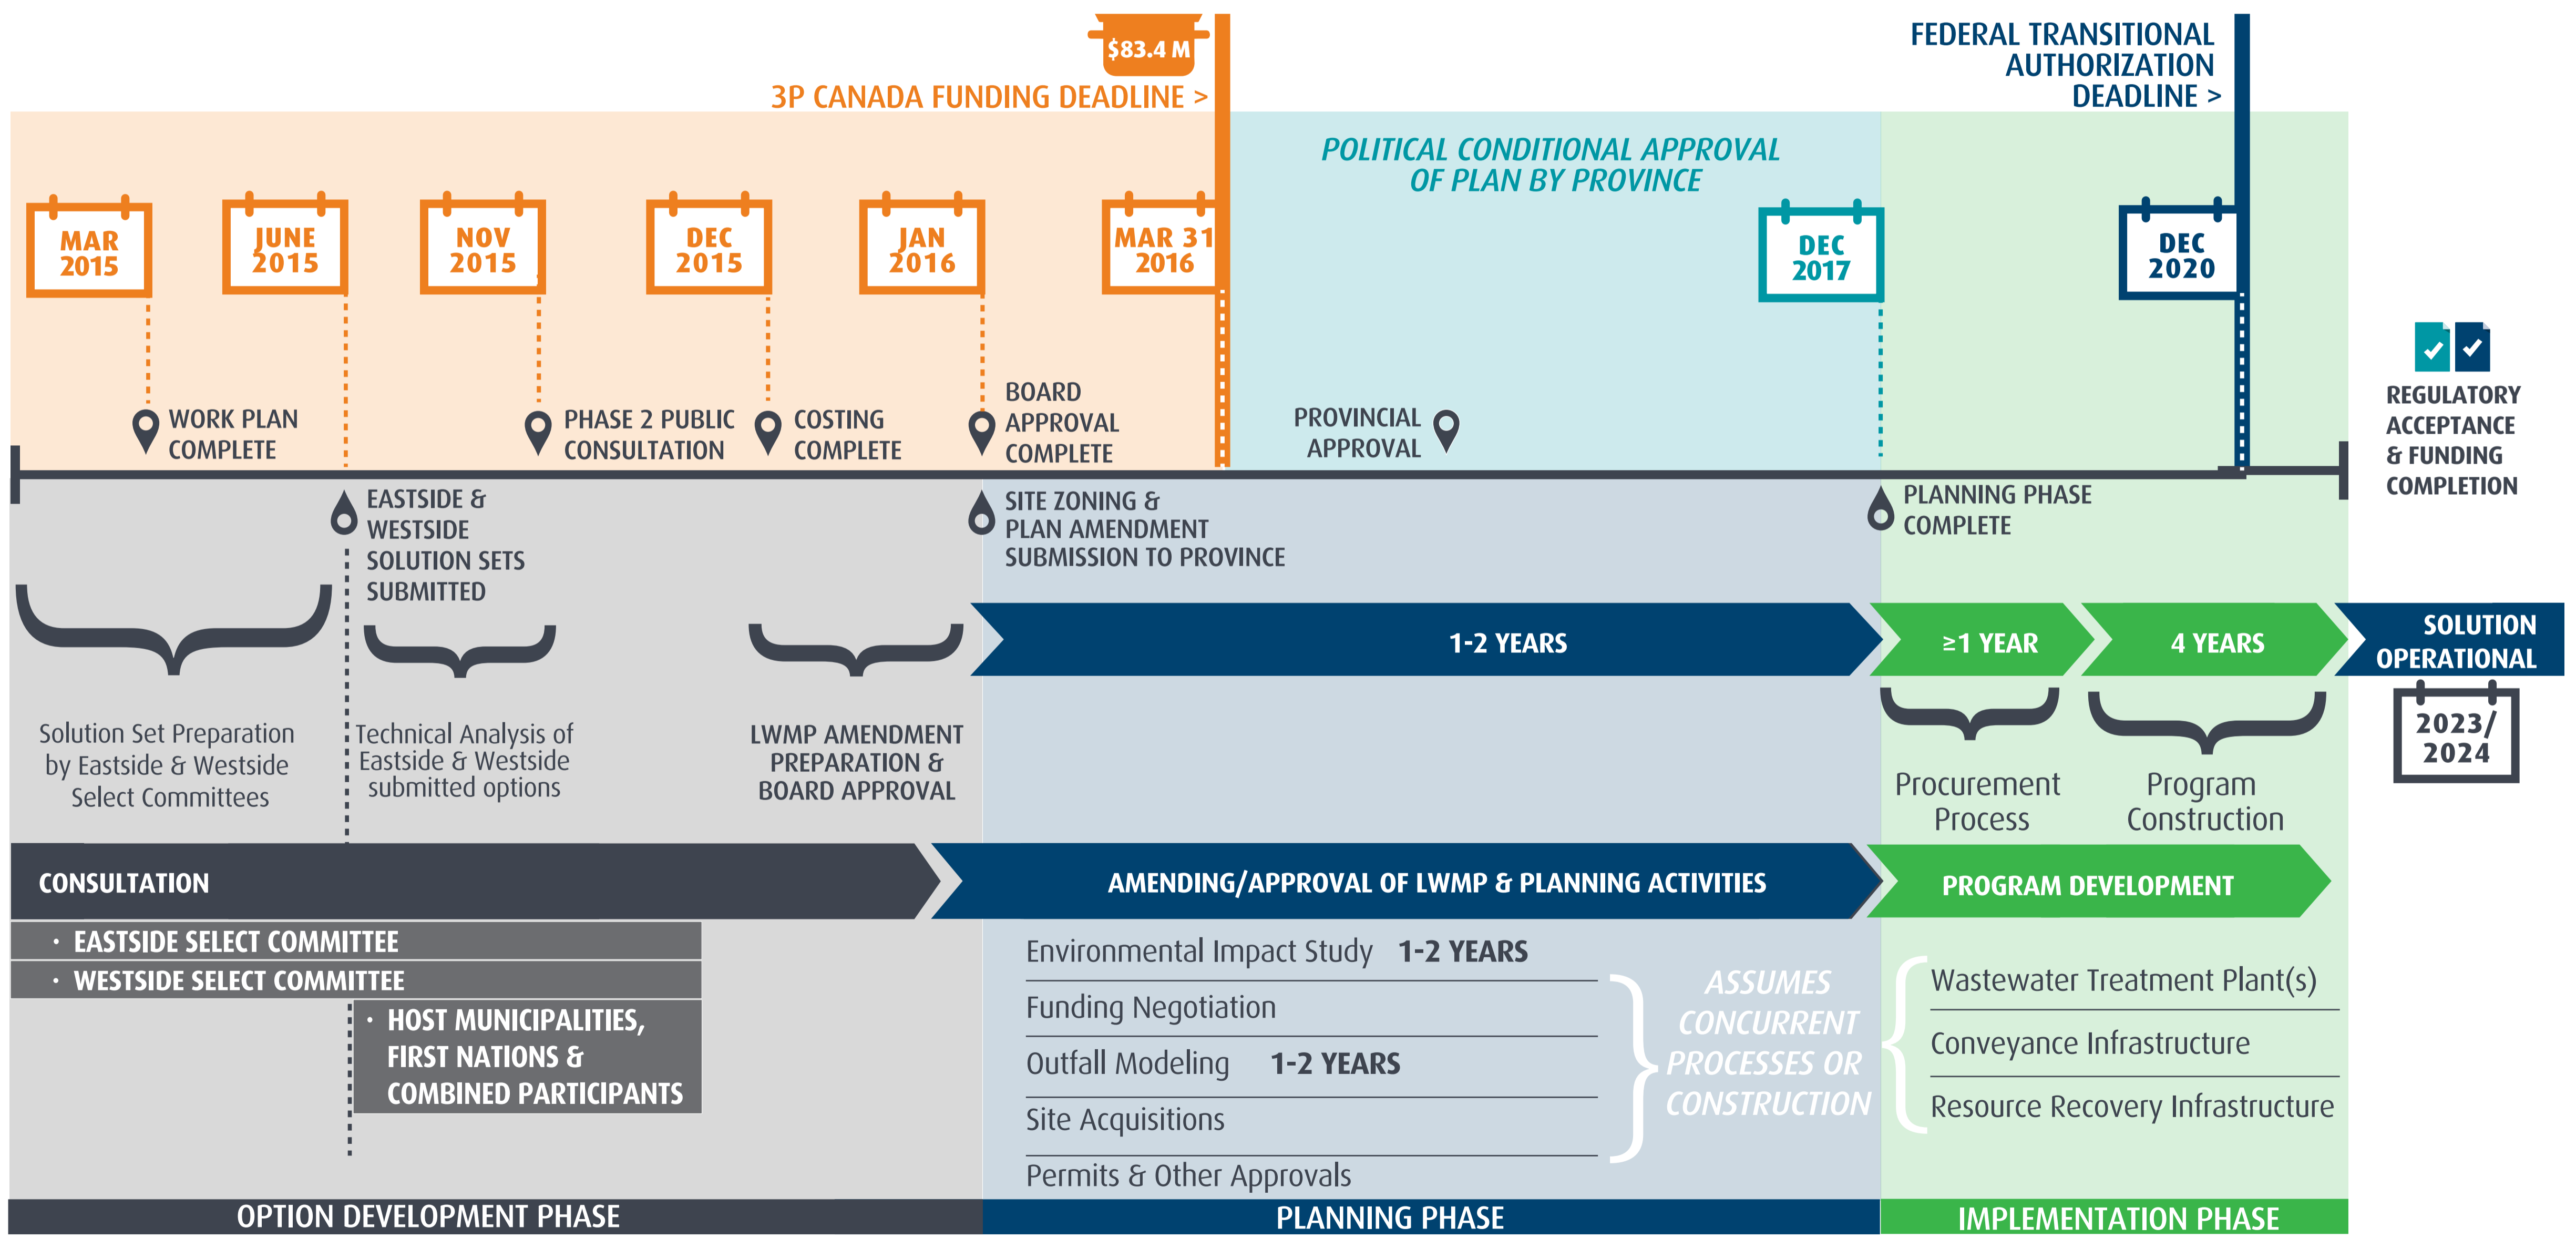 $83.4 M
3P CANADA FUNDING DEADLINE >
FEDERAL TRANSITIONAL
AUTHORIZATION
DEADLINE >
POLITICAL CONDITIONAL APPROVAL
OF PLAN BY PROVINCE
MAR
2015
JUNE
2015
NOV
2015
DEC
2015
JAN
2016
MAR 31
2016
DEC
2017
DEC
2020
WORK PLAN
COMPLETE
PHASE 2 PUBLIC
CONSULTATION
COSTING
COMPLETE
BOARD
APPROVAL
COMPLETE
PROVINCIAL
APPROVAL
REGULATORY
ACCEPTANCE
& FUNDING
COMPLETION
EASTSIDE &
WESTSIDE
SOLUTION SETS
SUBMITTED
SITE ZONING &
PLAN AMENDMENT
SUBMISSION TO PROVINCE
PLANNING PHASE
COMPLETE
1-2 YEARS
≥1 YEAR
4 YEARS
SOLUTION
OPERATIONAL
2023/
2024
Solution Set Preparation
by Eastside & Westside
Select Committees
Technical Analysis of
Eastside & Westside
submitted options
LWMP AMENDMENT
PREPARATION &
BOARD APPROVAL
Procurement
Process
Program
Construction
CONSULTATION
AMENDING/APPROVAL OF LWMP & PLANNING ACTIVITIES
PROGRAM DEVELOPMENT
· EASTSIDE SELECT COMMITTEE
· WESTSIDE SELECT COMMITTEE
· HOST MUNICIPALITIES,
FIRST NATIONS &
COMBINED PARTICIPANTS
Environmental Impact Study 1-2 YEARS
Funding Negotiation
Outfall Modeling 1-2 YEARS
Site Acquisitions
Permits & Other Approvals
ASSUMES
CONCURRENT
PROCESSES OR
CONSTRUCTION
Wastewater Treatment Plant(s)
Conveyance Infrastructure
Resource Recovery Infrastructure
OPTION DEVELOPMENT PHASE
PLANNING PHASE
IMPLEMENTATION PHASE